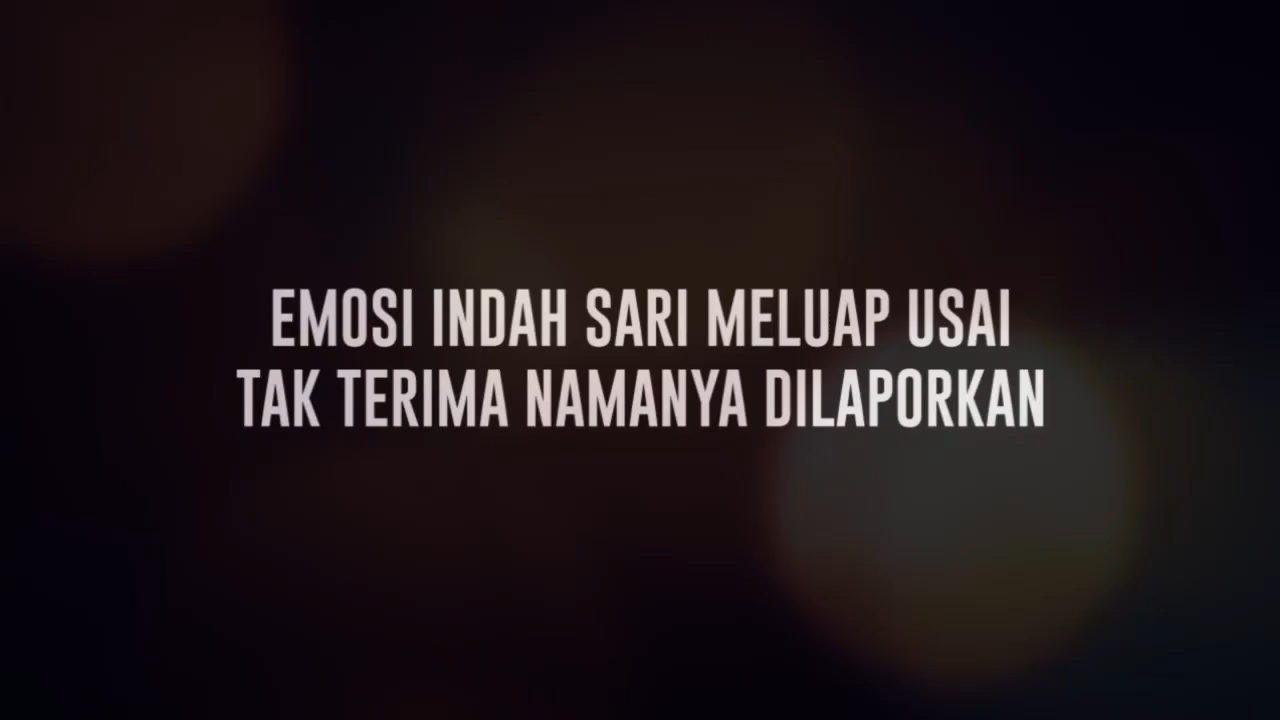 EMOSI INDAH SARI MELUAP USAI
TAK TERIMA NAMANYA DILAPORKAN